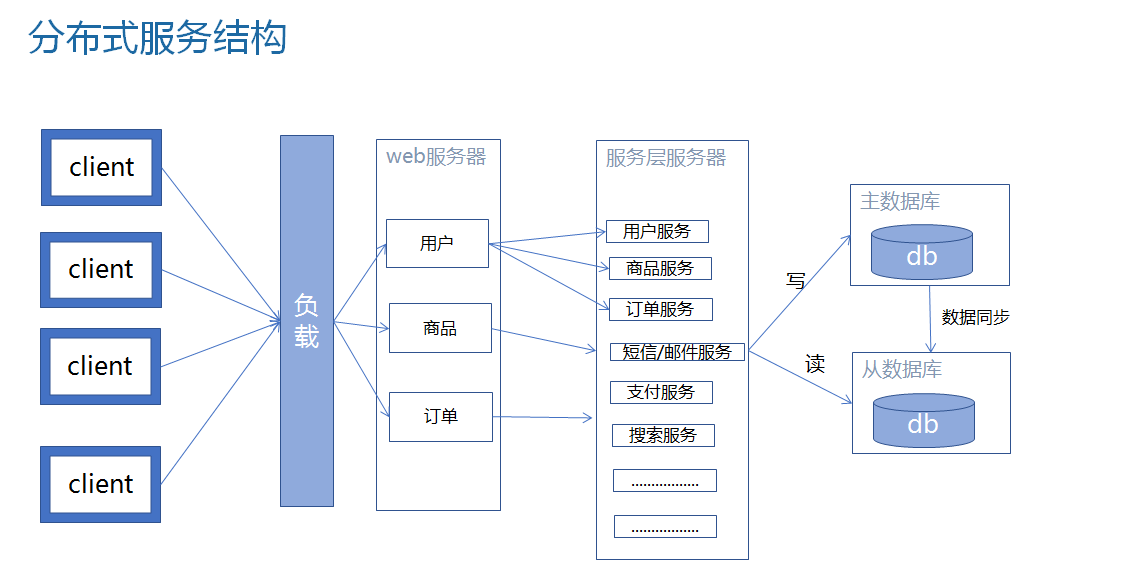 分布式服务结构
client
client
client
client
负
载
web服务器
用户
商品
订单
服务层服务器
用户服务
商品服务
订单服务
短信/邮件服务
支付服务
搜索服务
.................
.................
写
读
主数据库
db
数据同步
从数据库
db